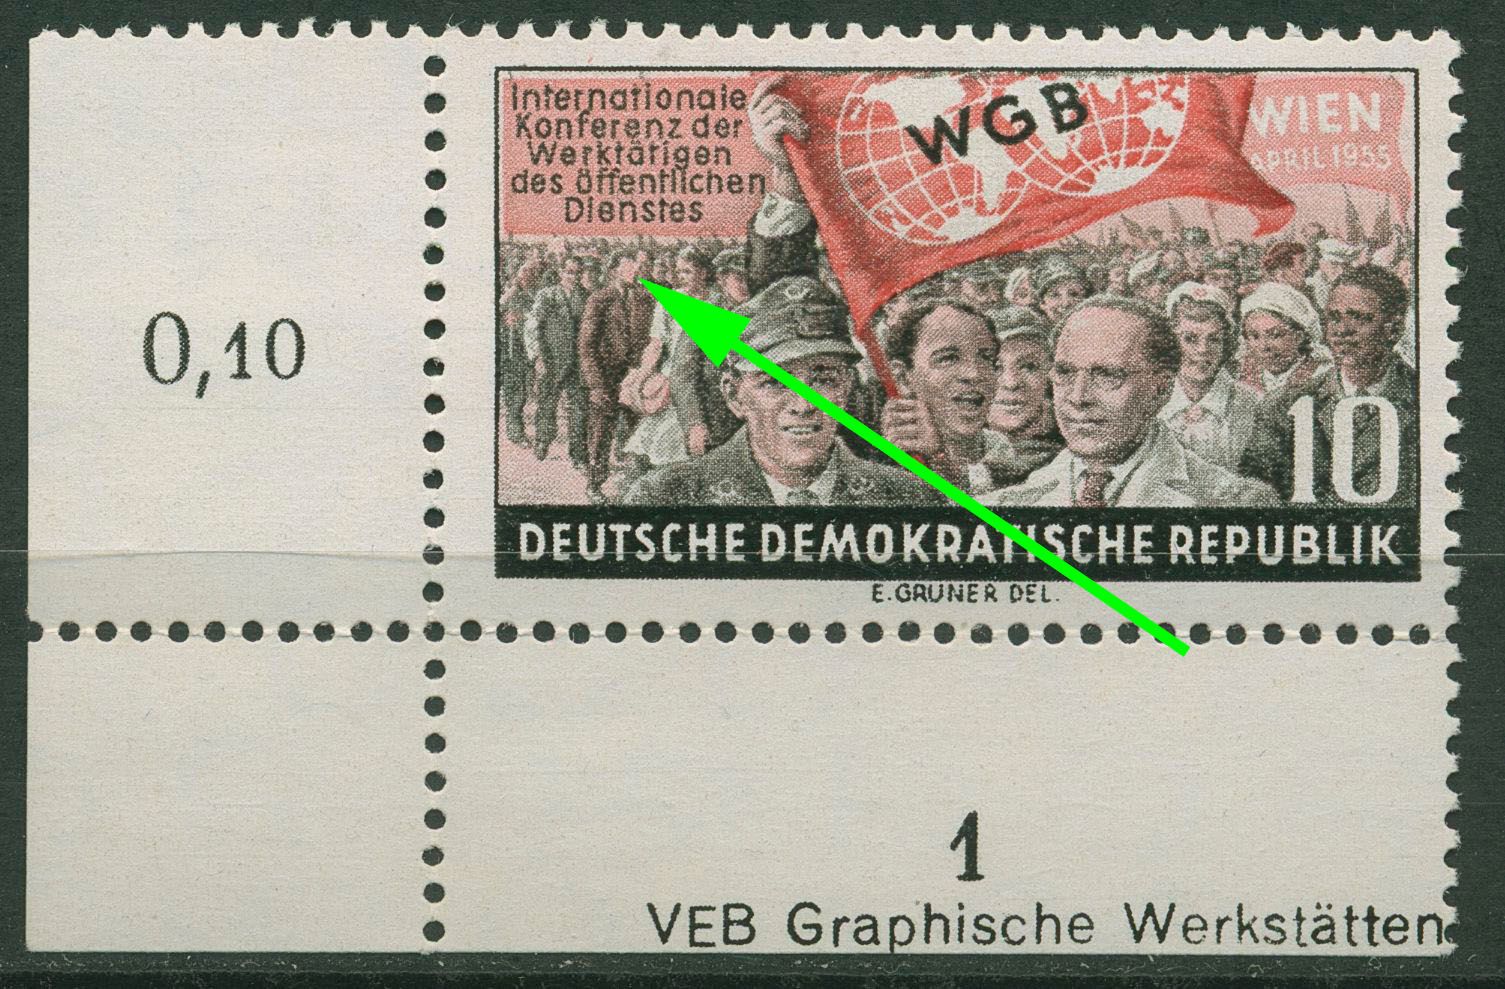 Internationale
Konferenz der
Werktätigen
des öffentlichen
Dienstes
WGB
WIEN
APRIL 1955
0,10
10
DEUTSCHE DEMOKRATISCHE REPUBLIK
E. GRUNER DEL.
1
VEB Graphische Werkstätten